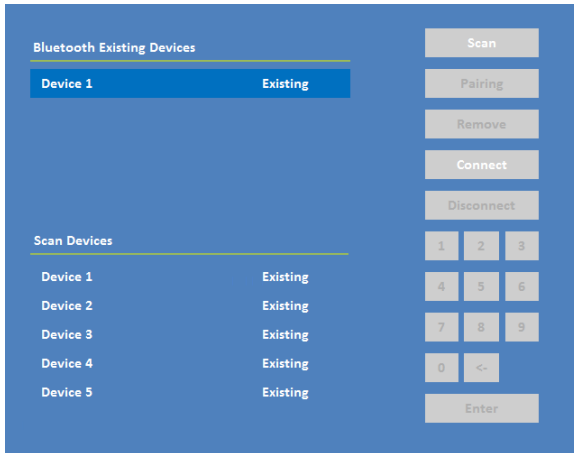 Bluetooth Existing Devices
Device 1 Existing
Scan Devices
Device 1 Existing
Device 2 Existing
Device 3 Existing
Device 4 Existing
Device 5 Existing
Scan
Pairing
Remove
Connect
Disconnect
1 2 3
4 5 6
7 8 9
0 <-
Enter